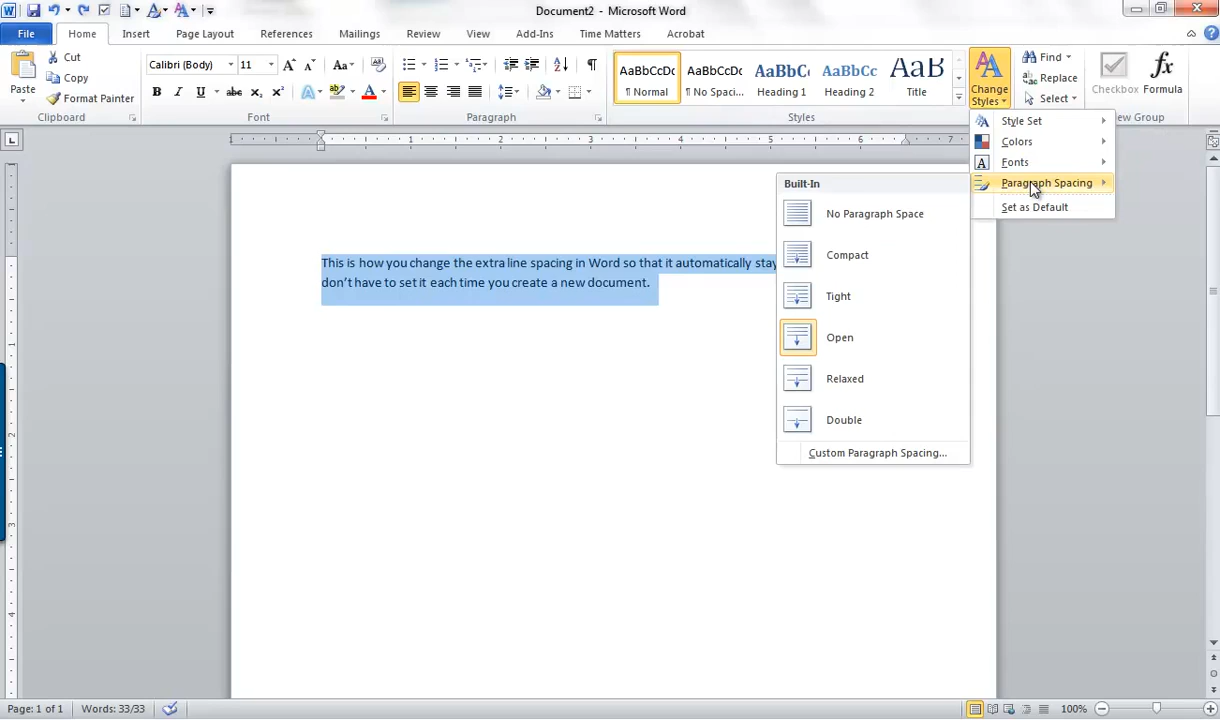 W Document2 - Microsoft Word
File Home Insert Page Layout References Mailings Review View Add-Ins Time Matters Acrobat
Paste
Cut
Copy
Format Painter
Clipboard
Calibri (Body) 11
Font
Paragraph
AaBbCcDc AaBbCcDc AaBbCc AaBbCc AaB
¶ Normal ¶ No Spaci... Heading 1 Heading 2 Title
Styles
Change Styles
Find
Replace
Select
Checkbox Formula
New Group
Style Set
Colors
Fonts
Paragraph Spacing
Set as Default
Built-In
No Paragraph Space
Compact
Tight
Open
Relaxed
Double
Custom Paragraph Spacing...
This is how you change the extra line spacing in Word so that it automatically stay
don't have to set it each time you create a new document.
Page: 1 of 1 Words: 33/33 100%